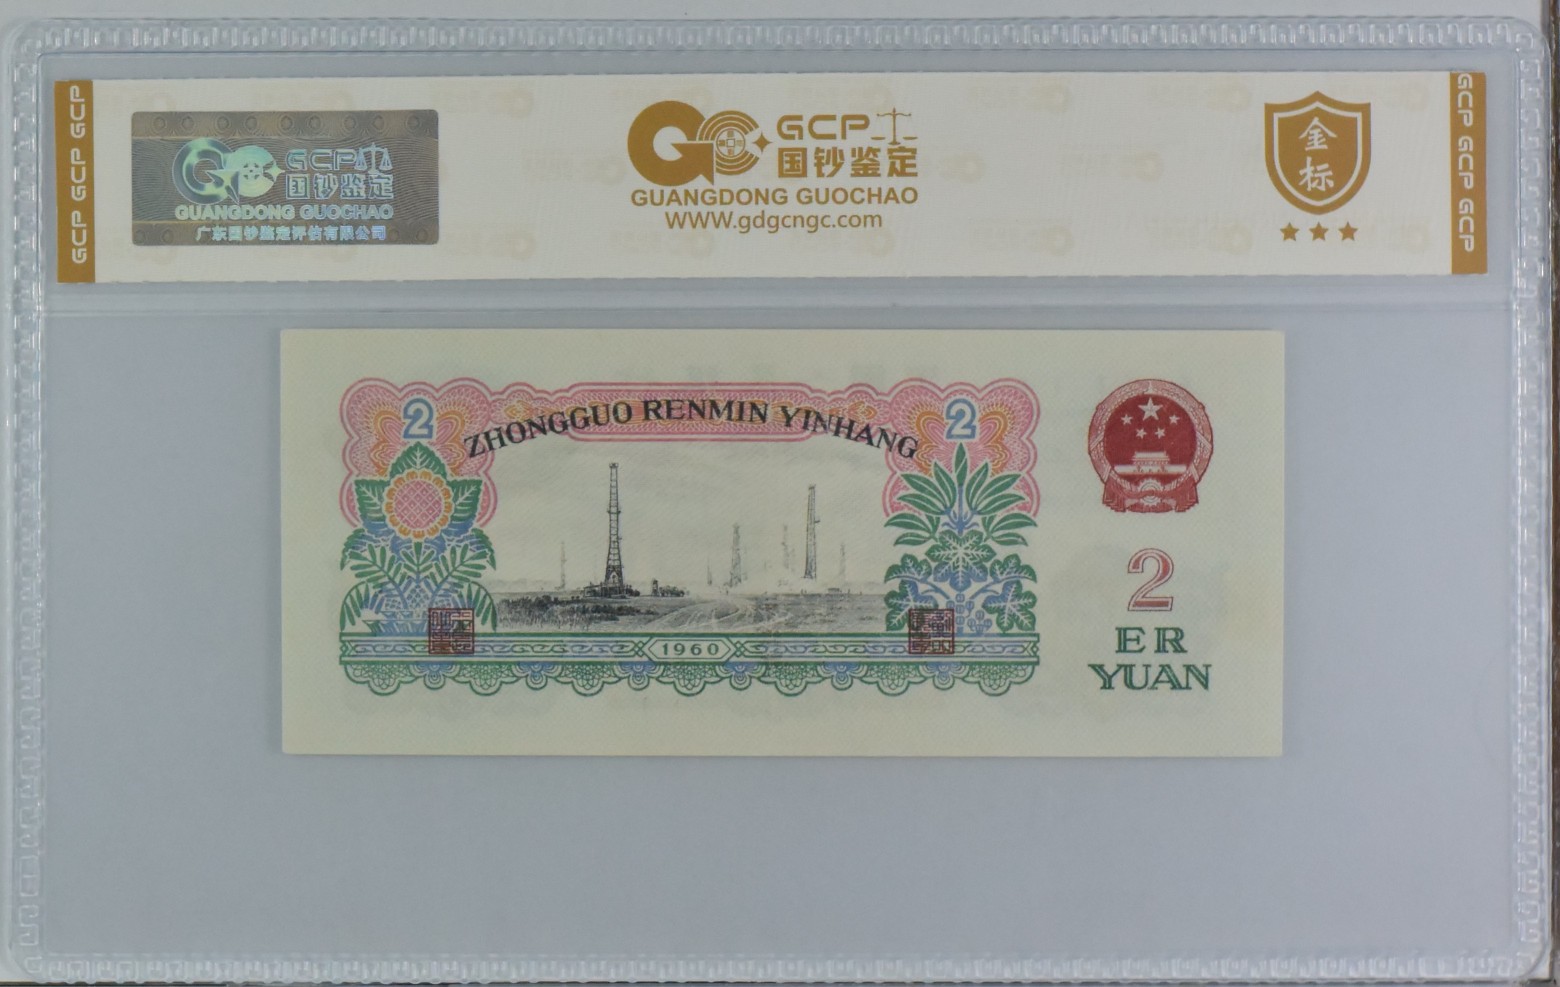 GCP GCP GCP
GCP
国钞鉴定
GUANGDONG GUOCHAO
广东国钞鉴定评估有限公司
GCP
国钞鉴定
GUANGDONG GUOCHAO
WWW.gdgcngc.com
金
标
GCP GCP GCP
2
ZHONGGUO RENMIN YINHANG
2
2
ER
YUAN
1960